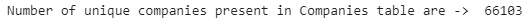 Number of unique companies present in Companies table are ->  66103